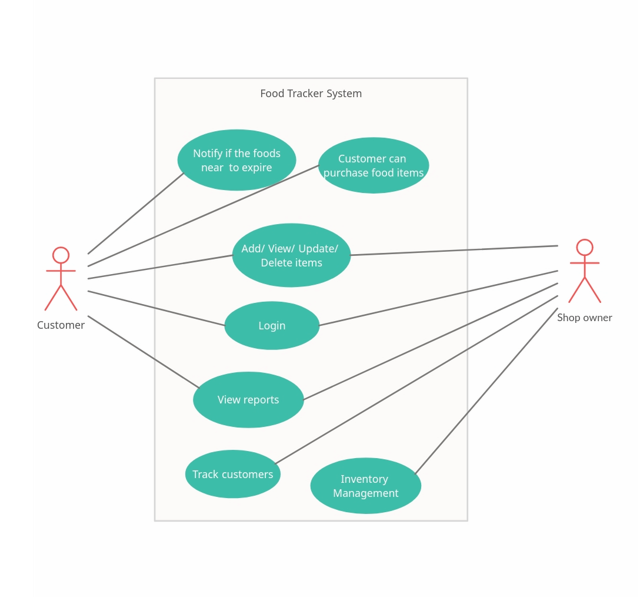 Food Tracker System
Notify if the foods
near to expire
Customer can
purchase food items
Add/ View/ Update/
Delete items
Customer
Shop owner
Login
View reports
Track customers
Inventory
Management